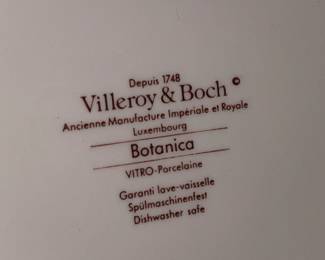 Depuis 1748
Villeroy & Boch ©
Ancienne Manufacture Impériale et Royale
Luxembourg
Botanica
VITRO-Porcelaine
Garanti lave-vaisselle
Spülmaschinenfest
Dishwasher safe